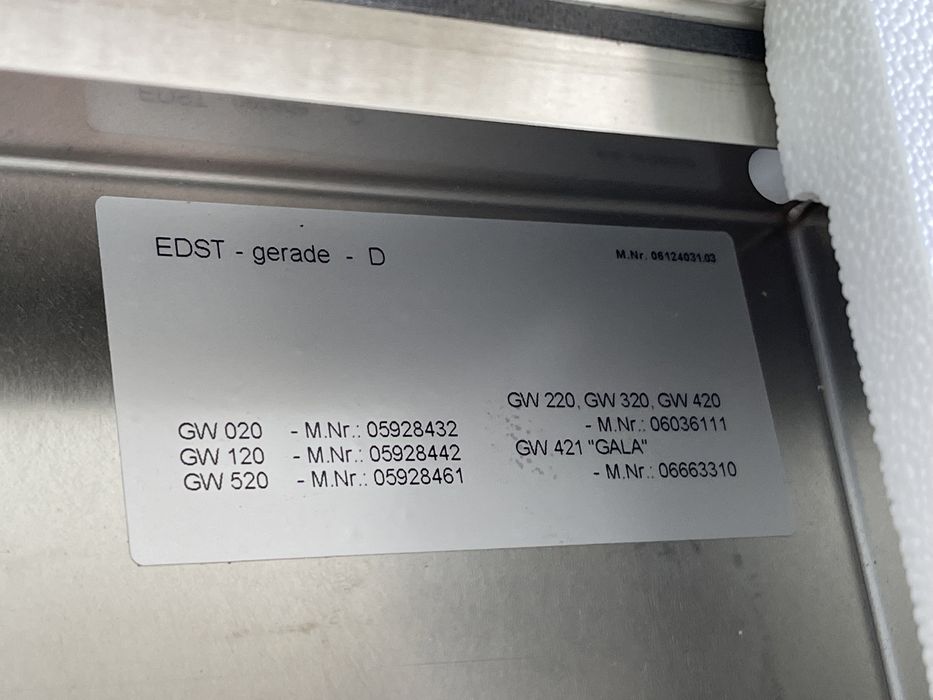 EDST - gerade - D
M.Nr. 06124031.03
GW 020 - M.Nr.: 05928432
GW 120 - M.Nr.: 05928442
GW 520 - M.Nr.: 05928461
GW 220, GW 320, GW 420
- M.Nr.: 06036111
GW 421 "GALA"
- M.Nr.: 06663310